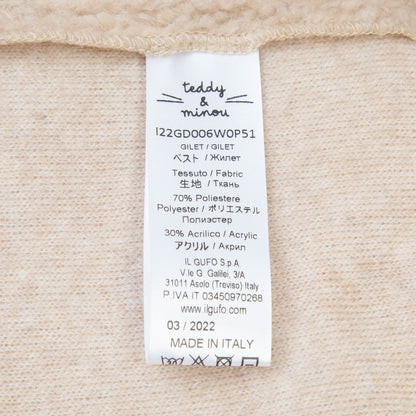 teddy
&
minou
I22GD006W0P51
GILET / GILET
ベスト / Жилет
Tessuto / Fabric
生地 / Ткань
70% Poliestere
Polyester / ポリエステル
Полиэстер
30% Acrilico / Acrylic
アクリル / Акрил
IL GUFO S.p.A.
V.le G. Galilei, 3/A
31011 Asolo (Treviso) Italy
P.IVA IT 03450970268
www.ilgufo.com
03 / 2022
MADE IN ITALY